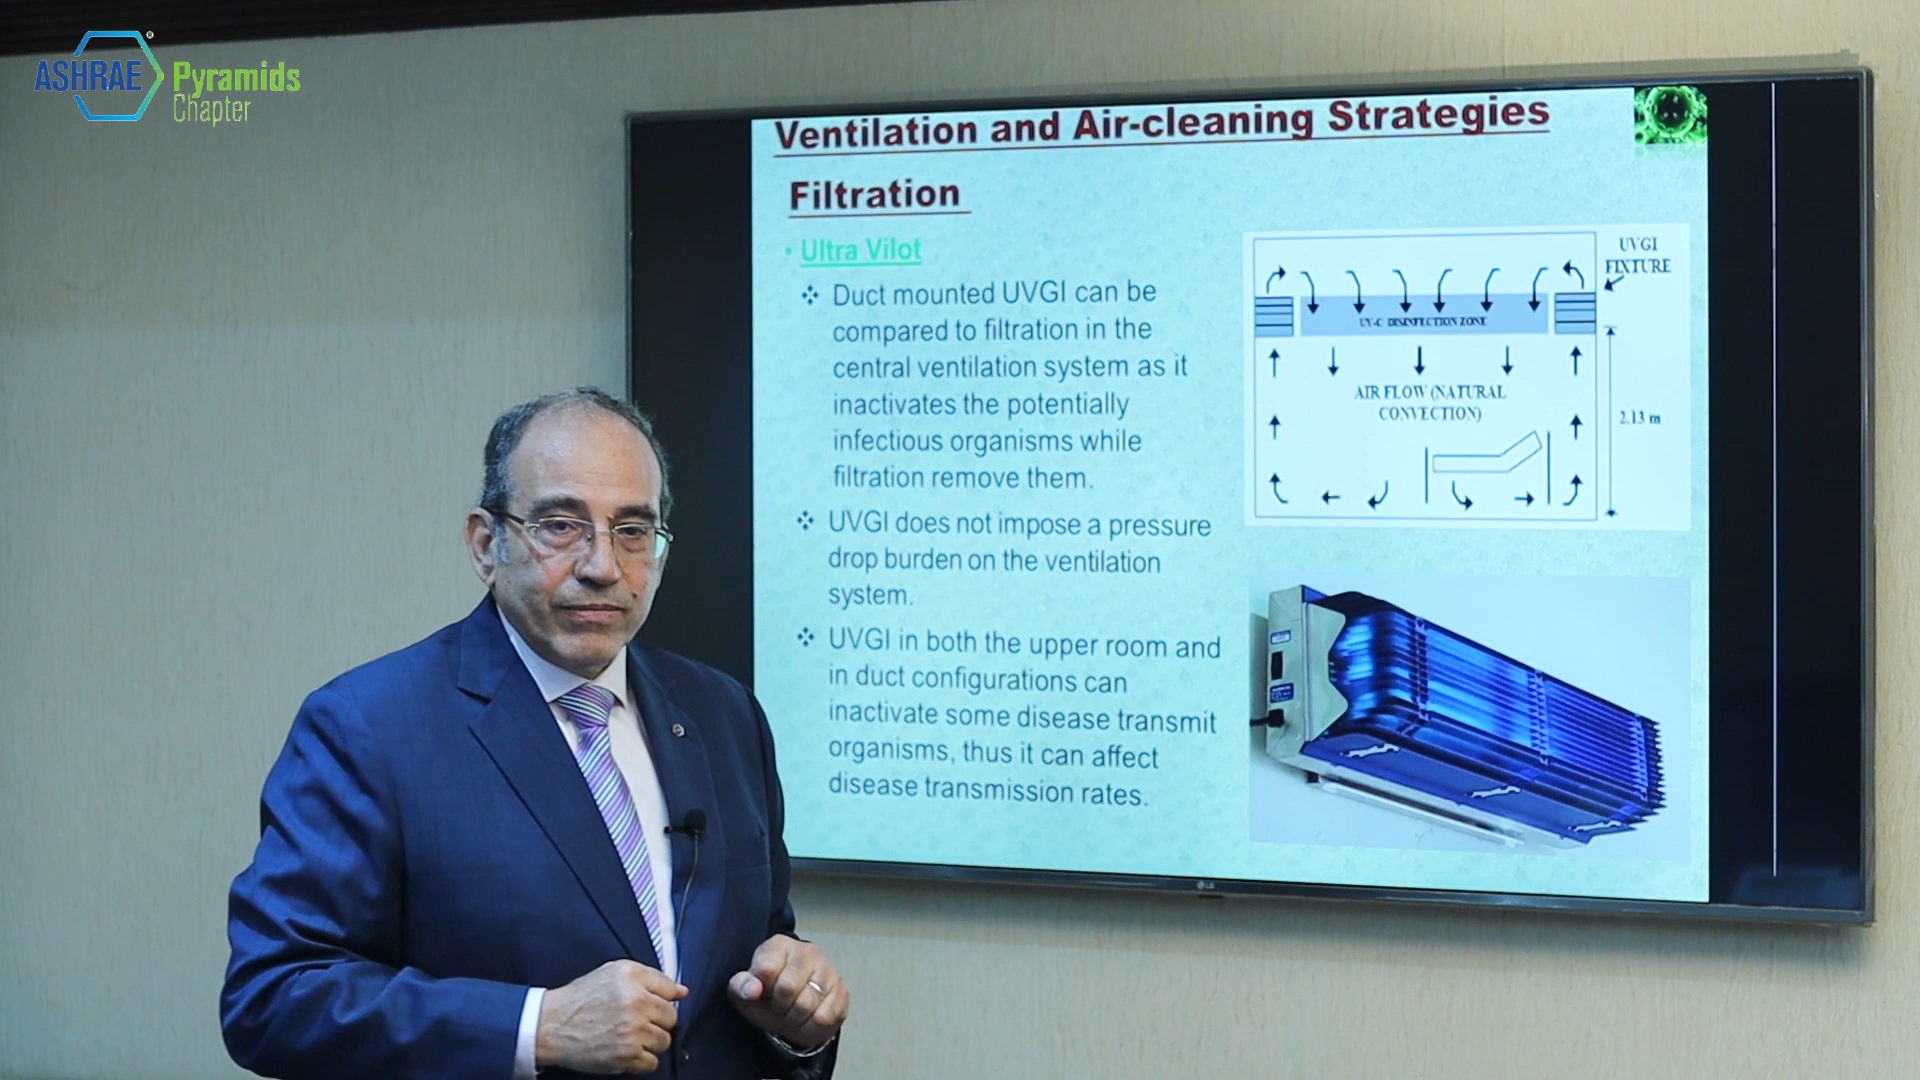 ASHRAE®
Pyramids
Chapter
Ventilation and Air-cleaning Strategies
Filtration
• Ultra Vilot
❖ Duct mounted UVGI can be
compared to filtration in the
central ventilation system as it
inactivates the potentially
infectious organisms while
filtration remove them.
❖ UVGI does not impose a pressure
drop burden on the ventilation
system.
❖ UVGI in both the upper room and
in duct configurations can
inactivate some disease transmit
organisms, thus it can affect
disease transmission rates.
UVGI
FIXTURE
UV-C DISINFECTION ZONE
AIR FLOW (NATURAL
CONVECTION)
2.13 m
LG